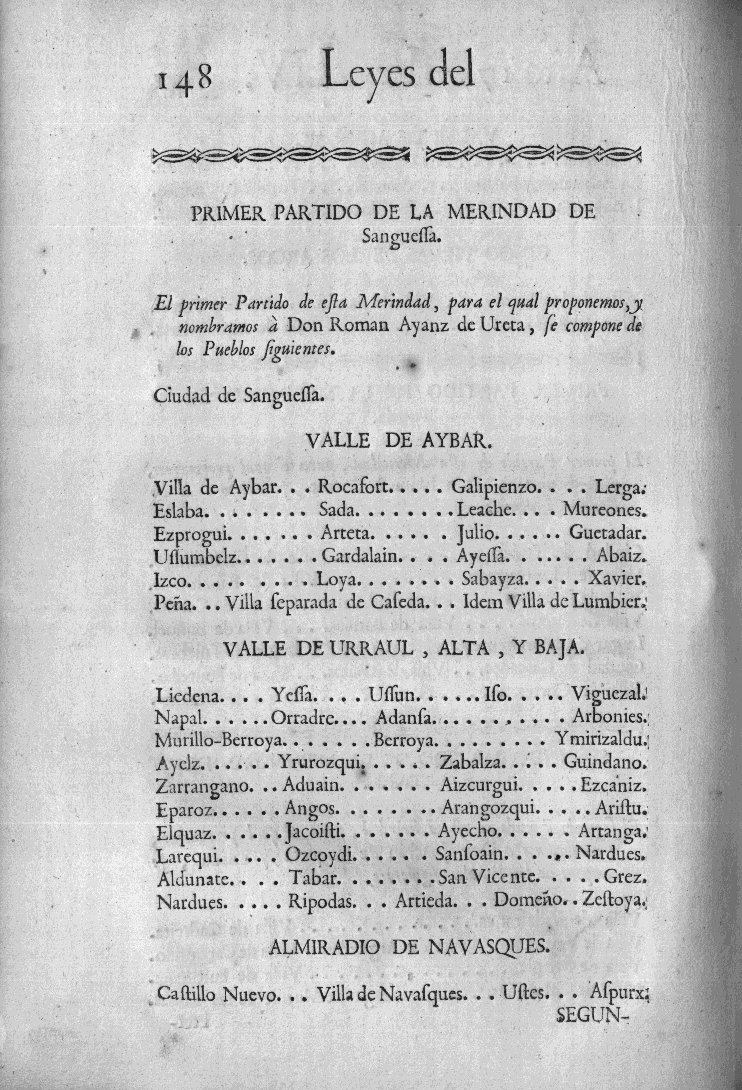 148 Leyes del
PRIMER PARTIDO DE LA MERINDAD DE
Sangueſſa.
El primer Partido de eſta Merindad, para el qual proponemos, y
nombramos à Don Roman Ayanz de Ureta, ſe compone de
los Pueblos ſiguientes.
Ciudad de Sangueſſa.
VALLE DE AYBAR.
Villa de Aybar. . . Rocafort. . . . . Galipienzo. . . . Lerga.
Eslaba. . . . . . . . Sada. . . . . . . . Leache. . . . Mureones.
Ezprogui. . . . . . . Arteta. . . . . . Julio. . . . . . Guetadar.
Uſſumbelz. . . . . . . Gardalain. . . . Ayeſſa. . . . . . . Abaiz.
Izco. . . . . . . . . . Loya. . . . . . . . Sabayza. . . . . Xavier.
Peña. . . Villa ſeparada de Caſeda. . . Idem Villa de Lumbier.
VALLE DE URRAUL, ALTA, Y BAJA.
Liedena. . . . Yeſſa. . . . . Uſſun. . . . . . Iſo. . . . . Viguezal.
Napal. . . . . . Orradre. . . . Adanſa. . . . . . . . . . . Arbonies.
Murillo-Berroya. . . . . . . Berroya. . . . . . . . . Ymirizaldu.
Ayelz. . . . . . Yrurozqui. . . . . . Zabalza. . . . . Guindano.
Zarrangano. . . Aduain. . . . . . . Aizcurgui. . . . . Ezcaniz.
Eparoz. . . . . . Angos. . . . . . . . Arangozqui. . . . . Ariſtu.
Elquaz. . . . . . Jacoiſti. . . . . . . Ayecho. . . . . . Artanga.
Larequi. . . . . Ozcoydi. . . . . . Sanſoain. . . . . . Nardues.
Aldunate. . . . Tabar. . . . . . . . San Vicente. . . . . Grez.
Nardues. . . . . Ripodas. . . Artieda. . . Domeño. . Zeſtoya.
ALMIRADIO DE NAVASQUES.
Caſtillo Nuevo. . . Villa de Navaſques. . . Uſtes. . . Aſpurx;
SEGUN-